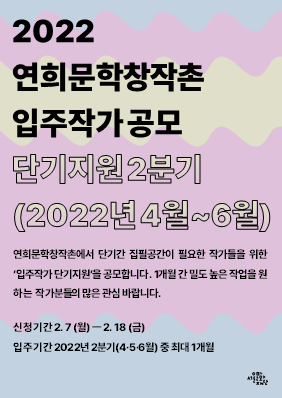 2022
연희문학창작촌
입주작가 공모
단기지원 2분기
(2022년 4월~6월)
연희문학창작촌에서 단기간 집필공간이 필요한 작가들을 위한
‘입주작가 단기지원’을 공모합니다. 1개월 간 밀도 높은 작업을 원
하는 작가분들의 많은 관심 바랍니다.
신청기간 2. 7 (월) — 2. 18 (금)
입주기간 2022년 2분기(4·5·6월) 중 최대 1개월
서울문화재단